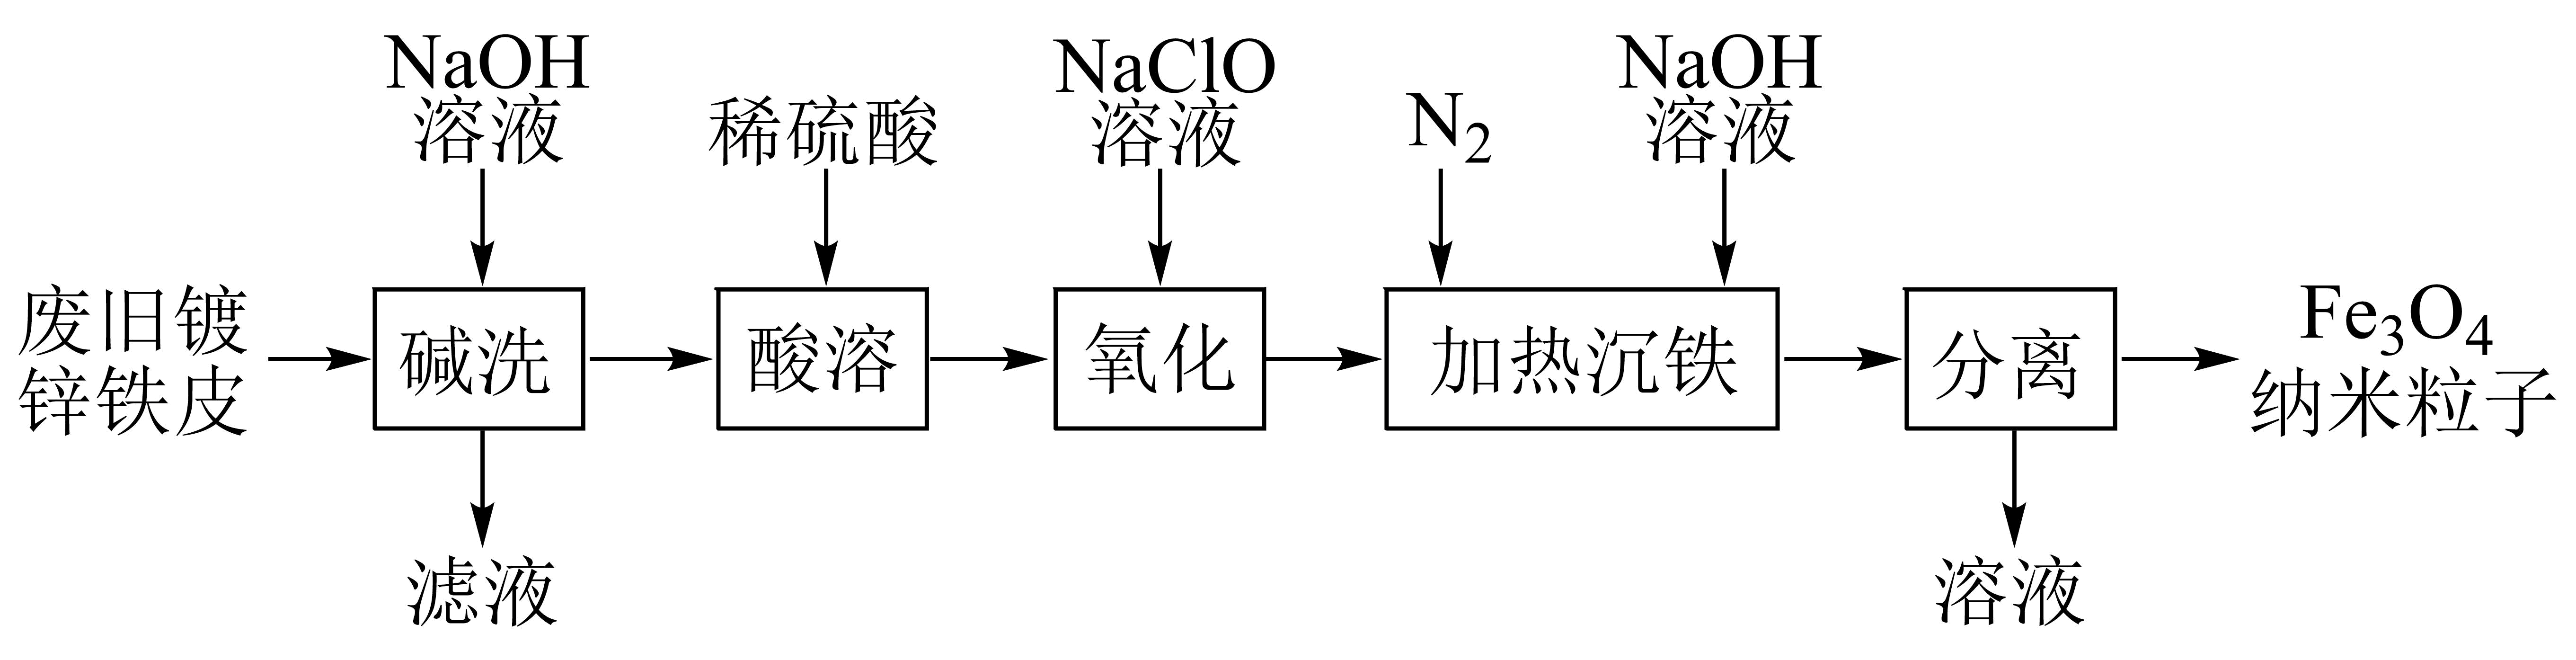 NaOH
溶液
稀硫酸
NaClO
溶液
N₂
NaOH
溶液
废旧镀
锌铁皮
碱洗
酸溶
氧化
加热沉铁
分离
Fe₃O₄
纳米粒子
滤液
溶液